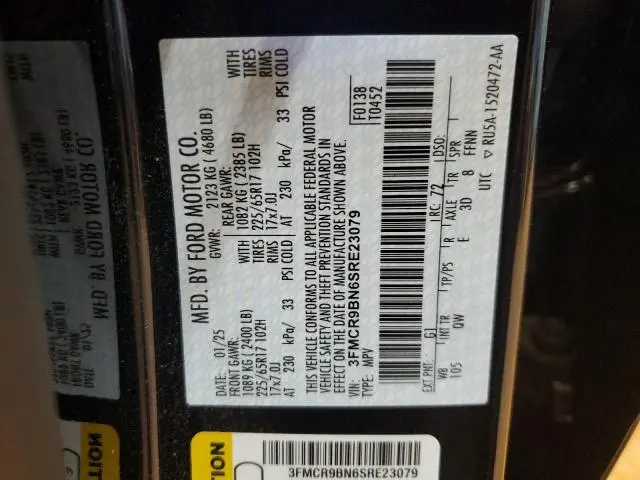 MFD. BY FORD MOTOR CO.
DATE: 01/25
GVWR:
2123 KG ( 4680 LB)
FRONT GAWR:
REAR GAWR:
1089 KG ( 2400 LB)
WITH
1082 KG ( 2385 LB)
WITH
225/65R17 102H
TIRES
225/65R17 102H
TIRES
17x7.0J
RIMS
17x7.0J
RIMS
AT 230 kPa/ 33 PSI COLD
AT 230 kPa/ 33 PSI COLD
THIS VEHICLE CONFORMS TO ALL APPLICABLE FEDERAL MOTOR
VEHICLE SAFETY AND THEFT PREVENTION STANDARDS IN
EFFECT ON THE DATE OF MANUFACTURE SHOWN ABOVE.
F0138
T0452
3FMCR9BN6SRE23079
TYPE: MPV
EXT PNT: G1
RC: 72
DSO:
WB
INT TR
TP/PS
R
AXLE
TR
SPR
105
QW
E
3D
8
FFNN
UTC
▽ RU5A-1520472-AA
3FMCR9BN6SRE23079